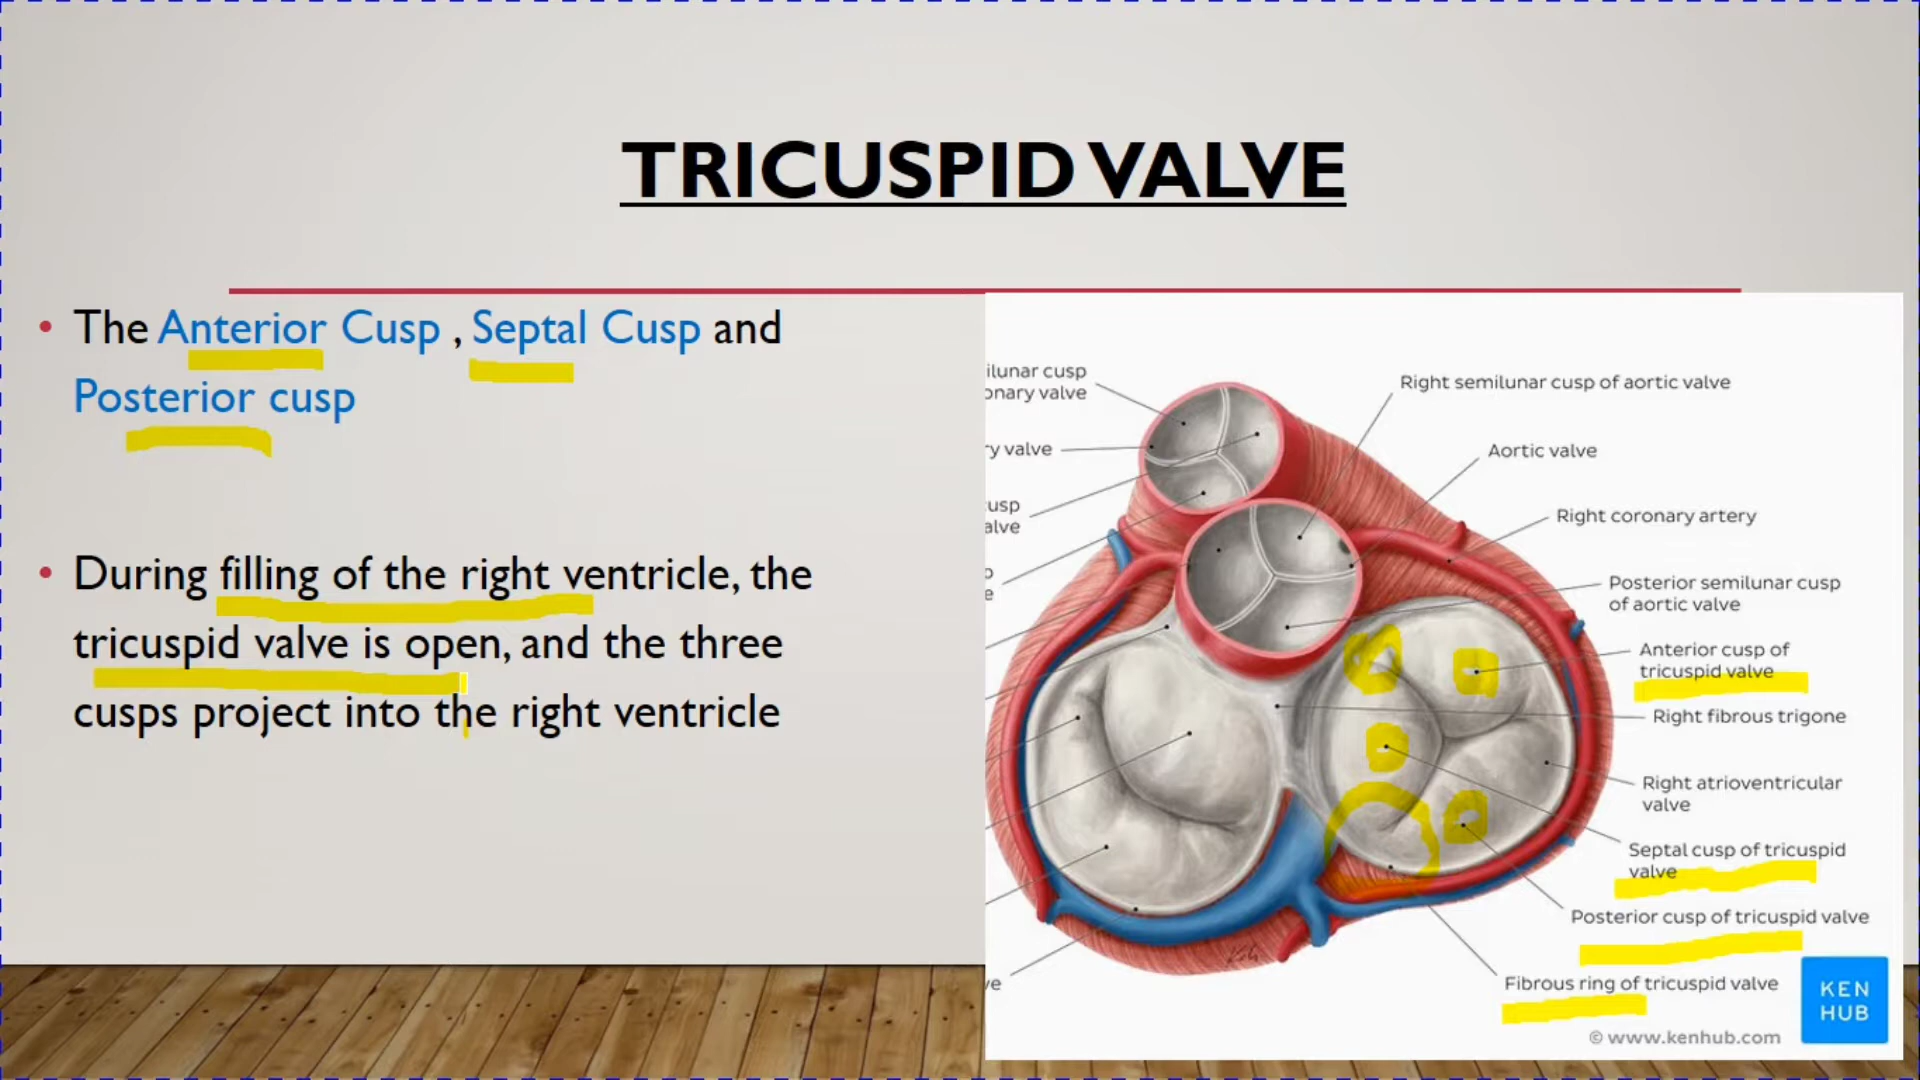 TRICUSPID VALVE
• The Anterior Cusp , Septal Cusp and
Posterior cusp
• During filling of the right ventricle, the
tricuspid valve is open, and the three
cusps project into the right ventricle
ilunar cusp
onary valve
ry valve
cusp
alve
e
ve
Right semilunar cusp of aortic valve
Aortic valve
Right coronary artery
Posterior semilunar cusp
of aortic valve
Anterior cusp of
tricuspid valve
Right fibrous trigone
Right atrioventricular
valve
Septal cusp of tricuspid
valve
Posterior cusp of tricuspid valve
Fibrous ring of tricuspid valve
KEN
HUB
© www.kenhub.com